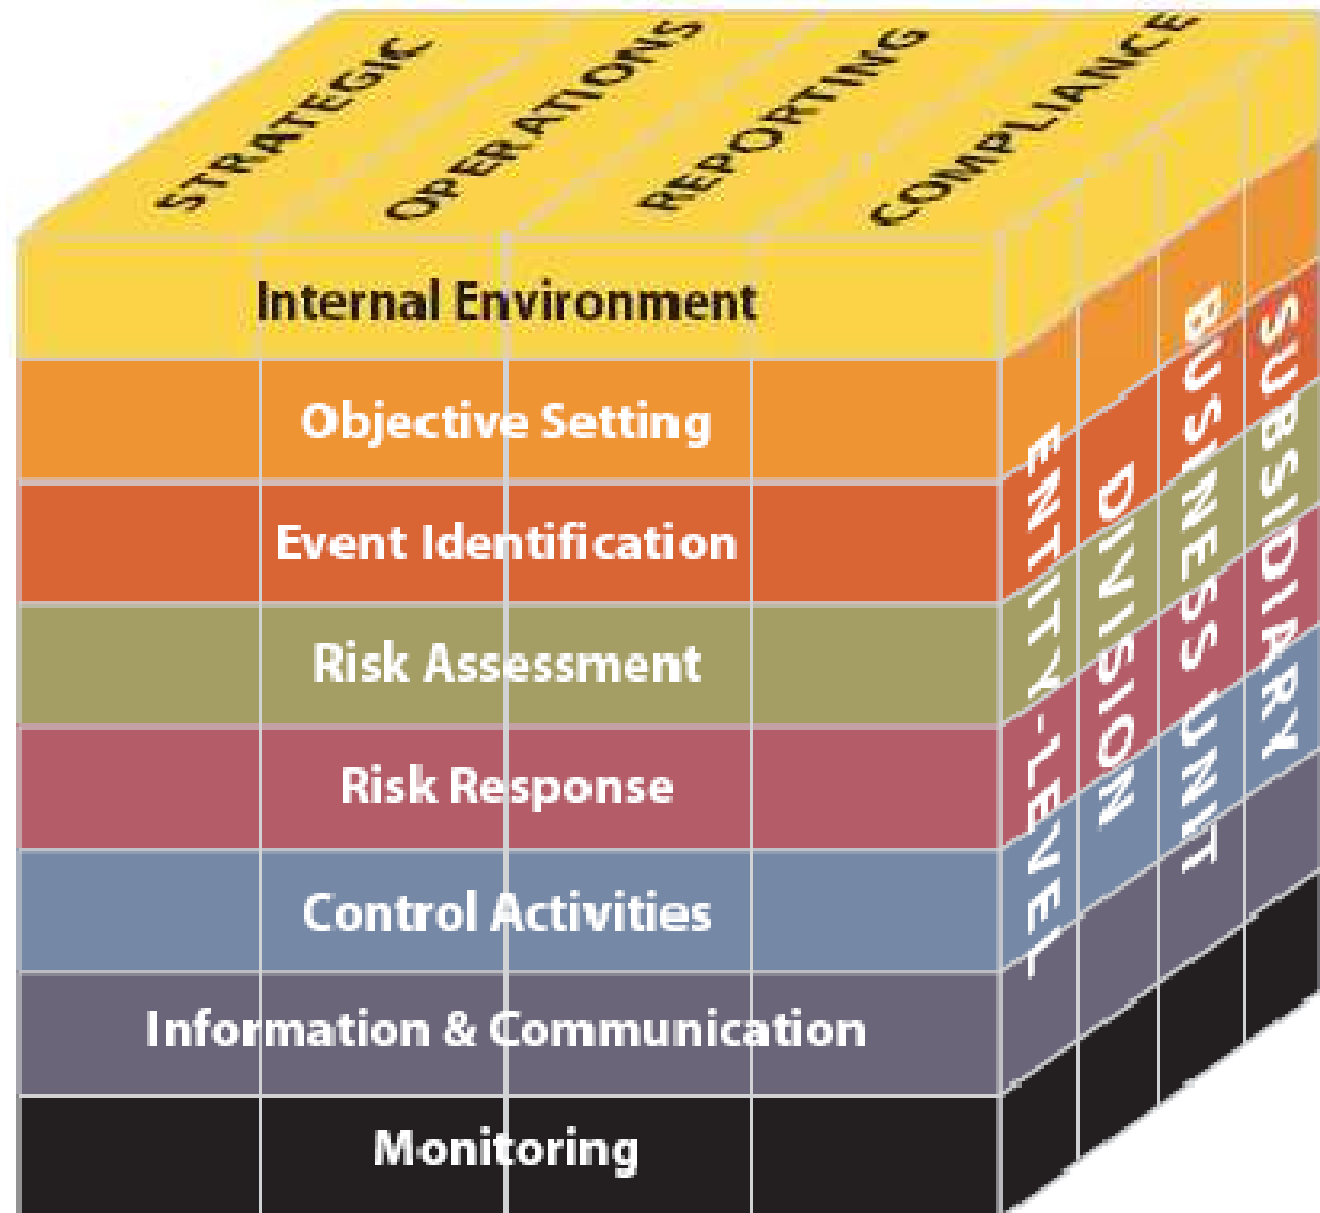 STRATEGIC
OPERATIONS
REPORTING
COMPLIANCE
Internal Environment
Objective Setting
Event Identification
Risk Assessment
Risk Response
Control Activities
Information & Communication
Monitoring
ENTITY-LEVEL
DIVISION
BUSINESS UNIT
SUBSIDIARY